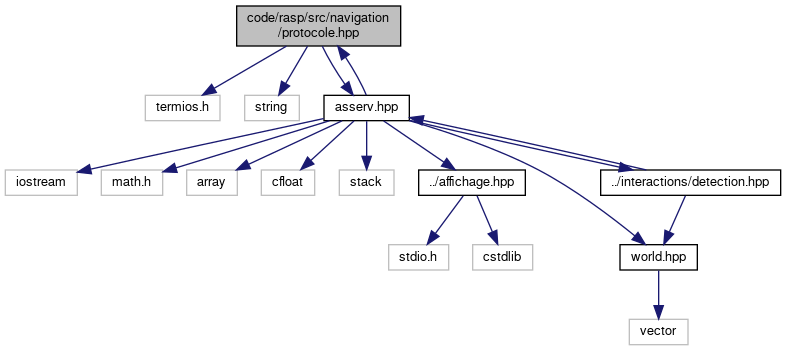 code/rasp/src/navigation
/protocole.hpp
termios.h
string
asserv.hpp
iostream
math.h
array
cfloat
stack
../affichage.hpp
../interactions/detection.hpp
stdio.h
cstdlib
world.hpp
vector